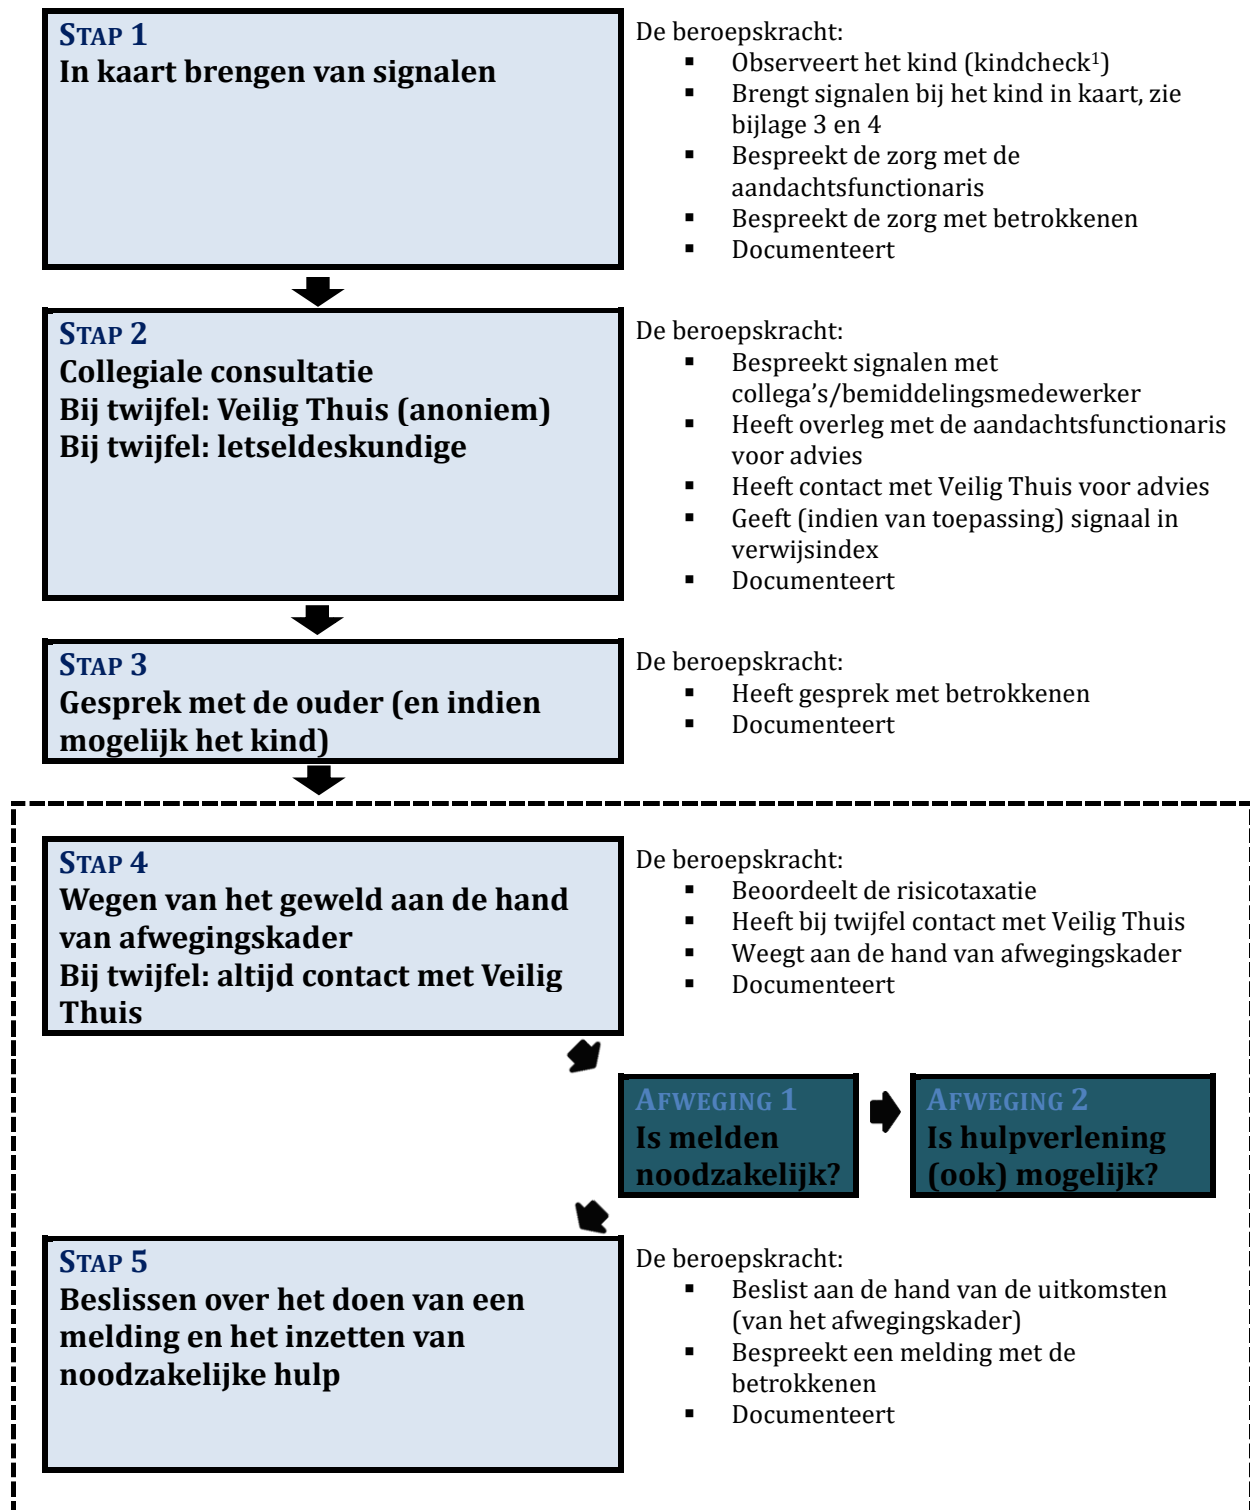 STAP 1
In kaart brengen van signalen
De beroepskracht:
▪ Observeert het kind (kindcheck¹)
▪ Brengt signalen bij het kind in kaart, zie
bijlage 3 en 4
▪ Bespreekt de zorg met de
aandachtsfunctionaris
▪ Bespreekt de zorg met betrokkenen
▪ Documenteert
STAP 2
Collegiale consultatie
Bij twijfel: Veilig Thuis (anoniem)
Bij twijfel: letseldeskundige
De beroepskracht:
▪ Bespreekt signalen met
collega’s/bemiddelingsmedewerker
▪ Heeft overleg met de aandachtsfunctionaris
voor advies
▪ Heeft contact met Veilig Thuis voor advies
▪ Geeft (indien van toepassing) signaal in
verwijsindex
▪ Documenteert
STAP 3
Gesprek met de ouder (en indien
mogelijk het kind)
De beroepskracht:
▪ Heeft gesprek met betrokkenen
▪ Documenteert
STAP 4
Wegen van het geweld aan de hand
van afwegingskader
Bij twijfel: altijd contact met Veilig
Thuis
De beroepskracht:
▪ Beoordeelt de risicotaxatie
▪ Heeft bij twijfel contact met Veilig Thuis
▪ Weegt aan de hand van afwegingskader
▪ Documenteert
AFWEGING 1
Is melden
noodzakelijk?
AFWEGING 2
Is hulpverlening
(ook) mogelijk?
STAP 5
Beslissen over het doen van een
melding en het inzetten van
noodzakelijke hulp
De beroepskracht:
▪ Beslist aan de hand van de uitkomsten
(van het afwegingskader)
▪ Bespreekt een melding met de
betrokkenen
▪ Documenteert